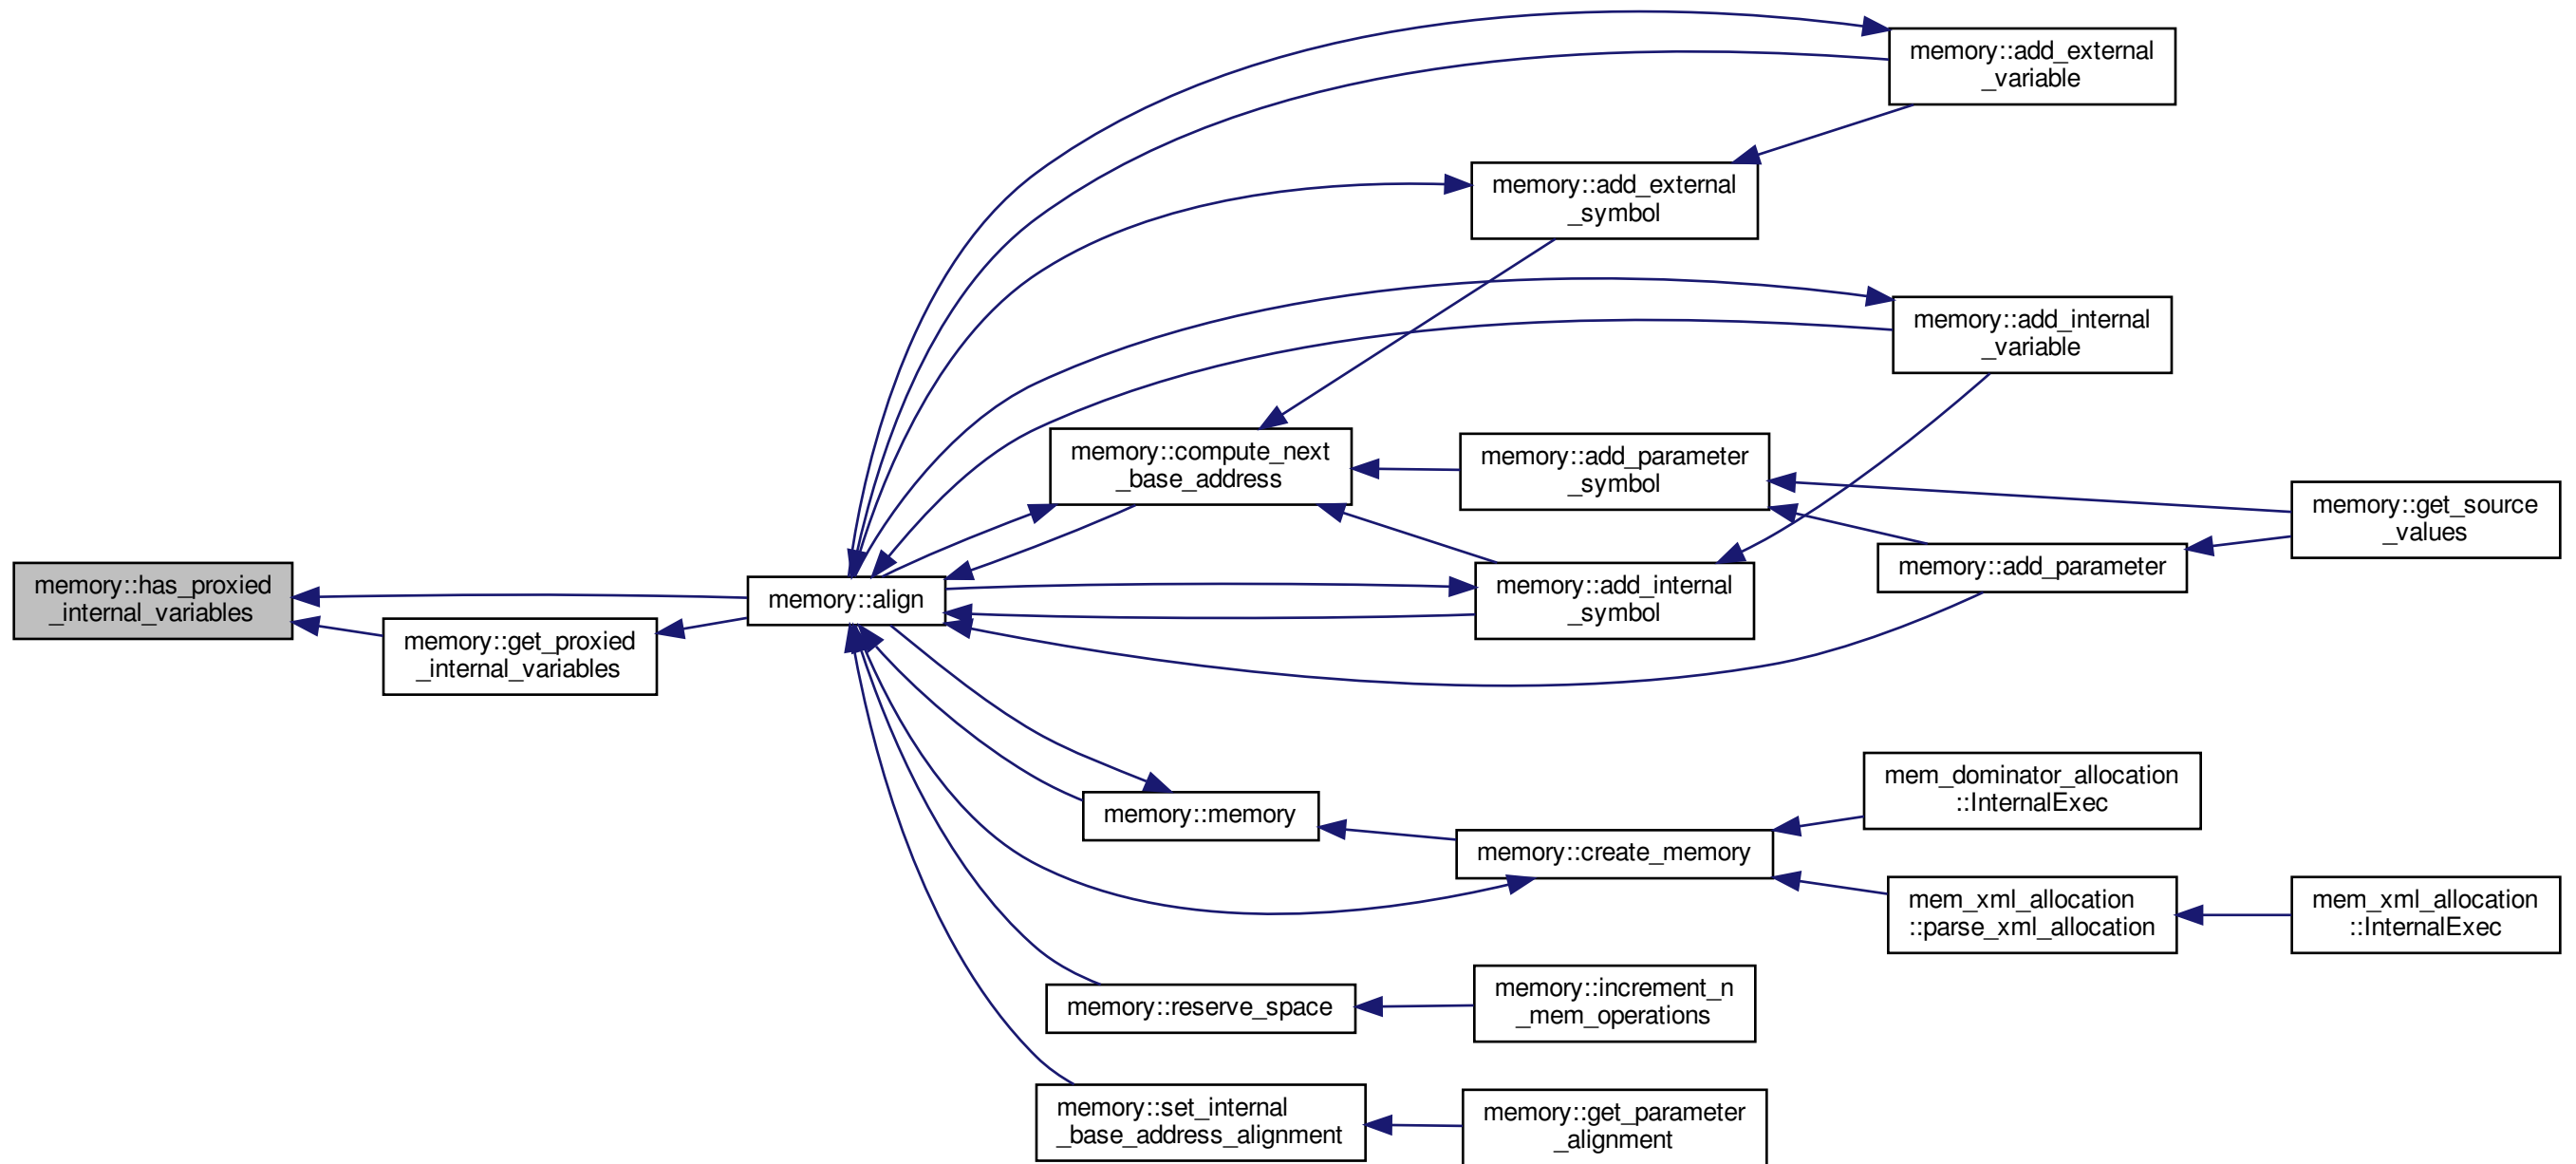 memory::add_external
_variable
memory::add_external
_symbol
memory::add_internal
_variable
memory::compute_next
_base_address
memory::add_parameter
_symbol
memory::get_source
_values
memory::add_parameter
memory::has_proxied
_internal_variables
memory::align
memory::add_internal
_symbol
memory::get_proxied
_internal_variables
mem_dominator_allocation
::InternalExec
memory::memory
memory::create_memory
mem_xml_allocation
::parse_xml_allocation
mem_xml_allocation
::InternalExec
memory::reserve_space
memory::increment_n
_mem_operations
memory::set_internal
_base_address_alignment
memory::get_parameter
_alignment